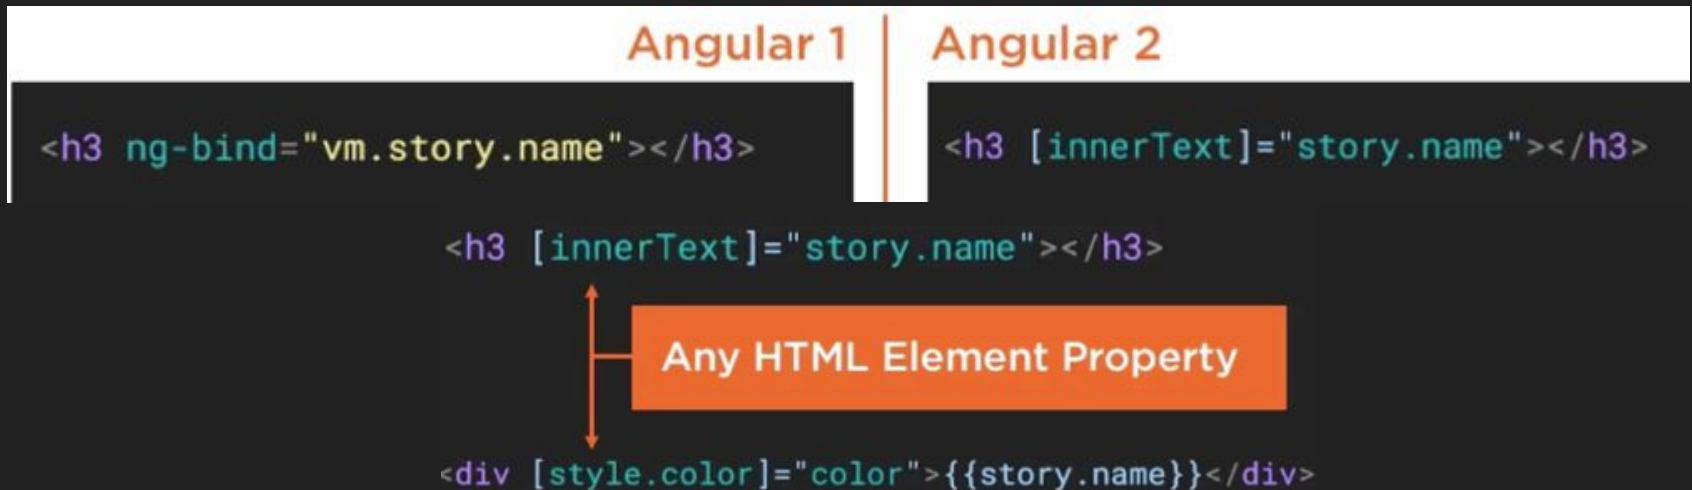 Angular 1
Angular 2
<h3 ng-bind="vm.story.name"></h3>
<h3 [innerText]="story.name"></h3>
<h3 [innerText]="story.name"></h3>
Any HTML Element Property
<div [style.color]="color">{{story.name}}</div>